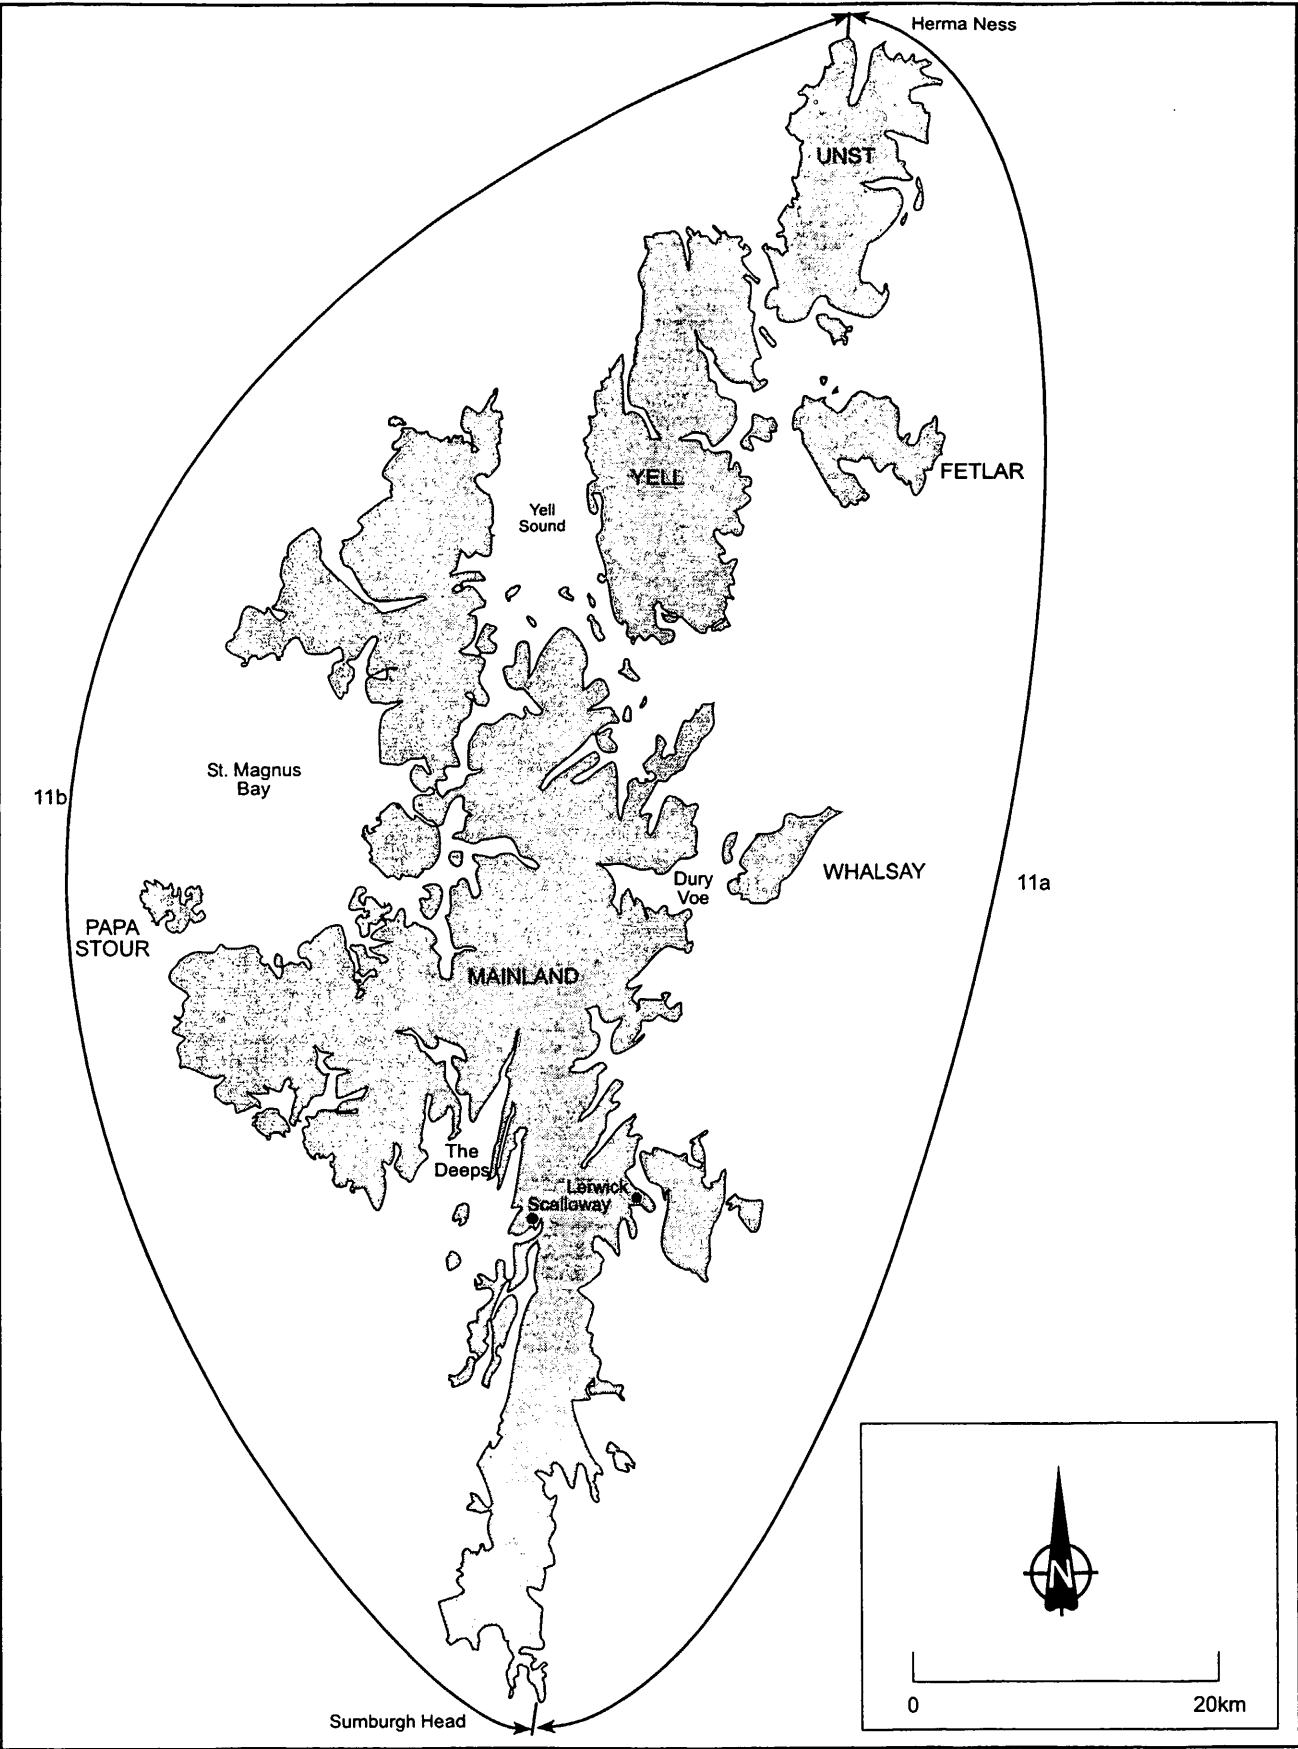 Herma Ness
UNST
YELL
FETLAR
Yell
Sound
St. Magnus
Bay
11b
WHALSAY
Dury
Voe
11a
PAPA
STOUR
MAINLAND
The
Deeps
Lerwick
Scalloway
N
0
20km
Sumburgh Head